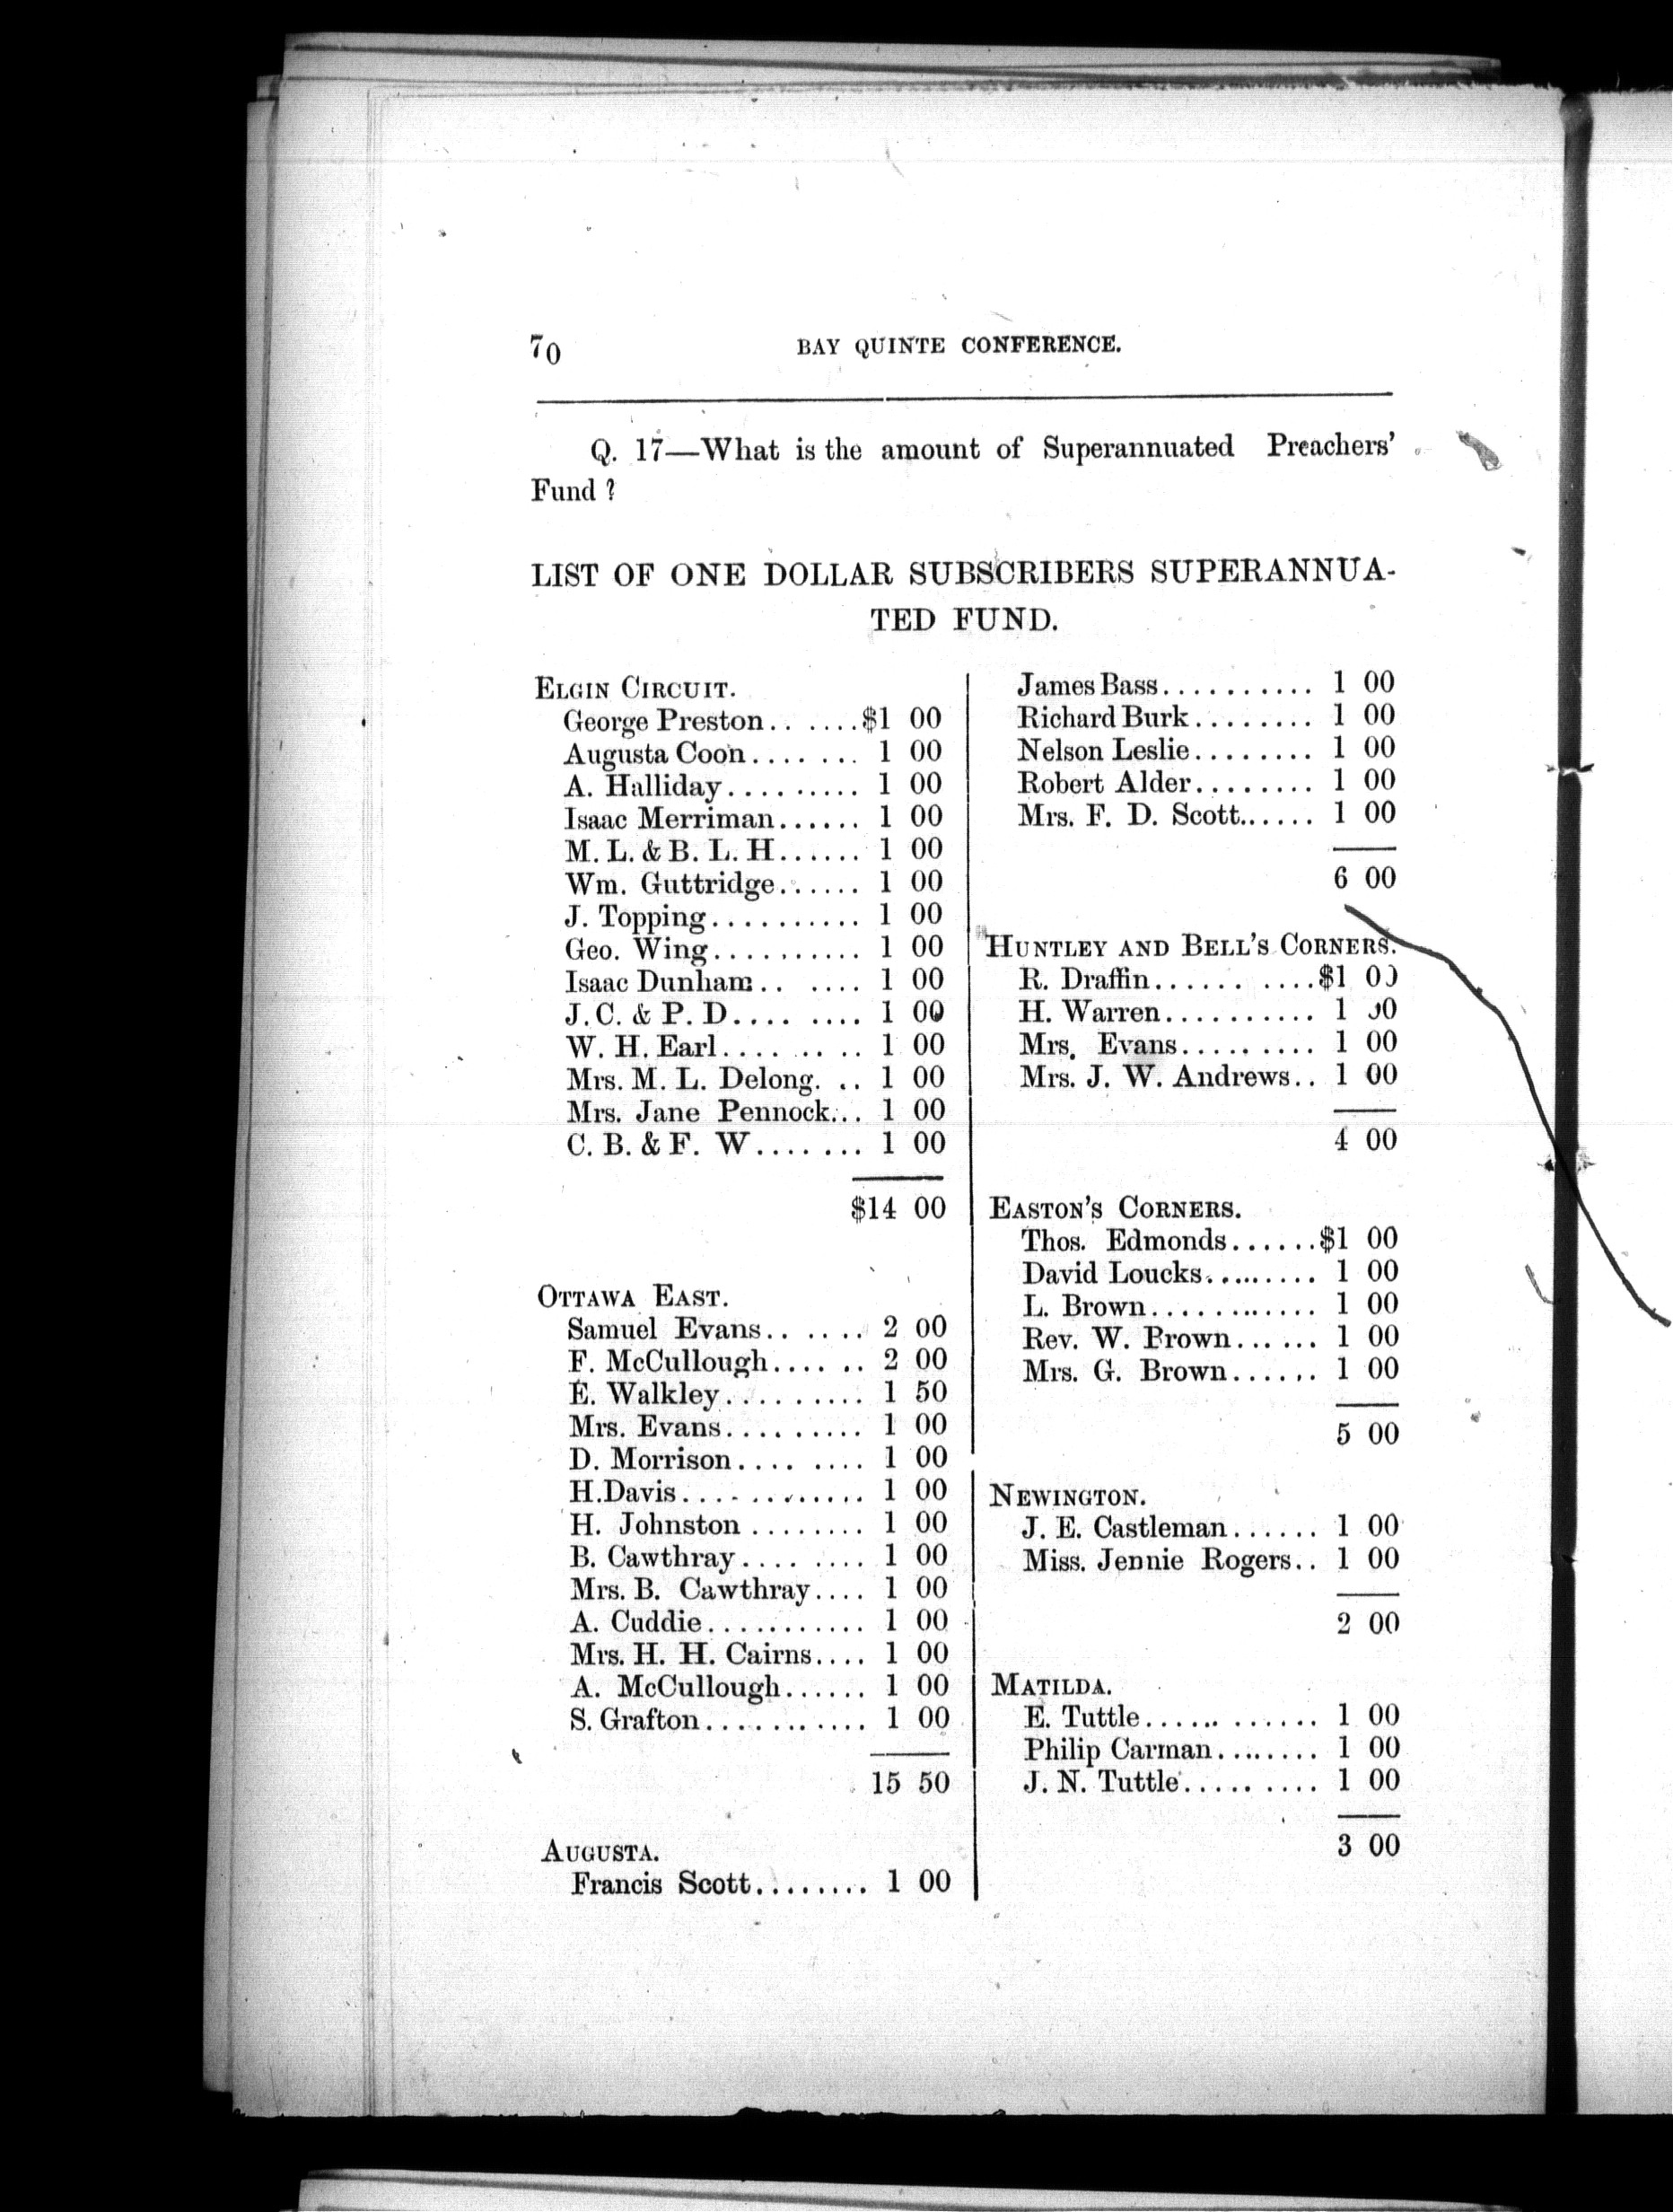 70 BAY QUINTE CONFERENCE.
Q. 17—What is the amount of Superannuated Preachers'
Fund ?
LIST OF ONE DOLLAR SUBSCRIBERS SUPERANNUA-
TED FUND.
ELGIN CIRCUIT.
George Preston.. ....$1 00
Augusta Coon....... 1 00
A. Halliday......... 1 00
Isaac Merriman...... 1 00
M. L. & B. L. H...... 1 00
Wm. Guttridge...... 1 00
J. Topping.......... 1 00
Geo. Wing.......... 1 00
Isaac Dunham.. .... 1 00
J. C. & P. D.... .... 1 00
W. H. Earl.... .... 1 00
Mrs. M. L. Delong. .. 1 00
Mrs. Jane Pennock... 1 00
C. B. & F. W....... 1 00
$14 00
OTTAWA EAST.
Samuel Evans.. .... 2 00
F. McCullough.... .. 2 00
E. Walkley......... 1 50
Mrs. Evans......... 1 00
D. Morrison.... .... 1 00
H.Davis............ 1 00
H. Johnston ........ 1 00
B. Cawthray.... .... 1 00
Mrs. B. Cawthray.... 1 00
A. Cuddie........... 1 00
Mrs. H. H. Cairns.... 1 00
A. McCullough...... 1 00
S. Grafton........... 1 00
15 50
AUGUSTA.
Francis Scott........ 1 00
James Bass.......... 1 00
Richard Burk........ 1 00
Nelson Leslie........ 1 00
Robert Alder........ 1 00
Mrs. F. D. Scott...... 1 00
6 00
HUNTLEY AND BELL'S CORNERS.
R. Draffin...... ....$1 00
H. Warren.......... 1 00
Mrs. Evans......... 1 00
Mrs. J. W. Andrews.. 1 00
4 00
EASTON'S CORNERS.
Thos. Edmonds......$1 00
David Loucks........ 1 00
L. Brown........... 1 00
Rev. W. Brown...... 1 00
Mrs. G. Brown...... 1 00
5 00
NEWINGTON.
J. E. Castleman...... 1 00
Miss. Jennie Rogers.. 1 00
2 00
MATILDA.
E. Tuttle...... ...... 1 00
Philip Carman........ 1 00
J. N. Tuttle......... 1 00
3 00